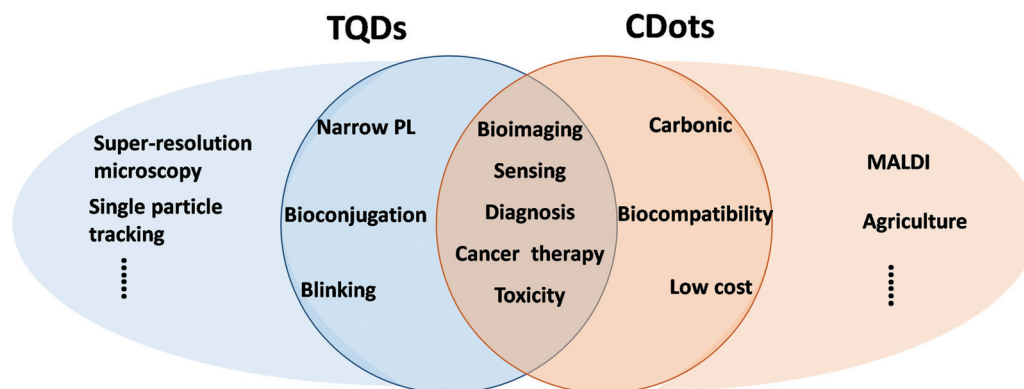 TQDs
CDots
Super-resolution
microscopy
Single particle
tracking
Narrow PL
Bioconjugation
Blinking
Bioimaging
Sensing
Diagnosis
Cancer therapy
Toxicity
Carbonic
Biocompatibility
Low cost
MALDI
Agriculture